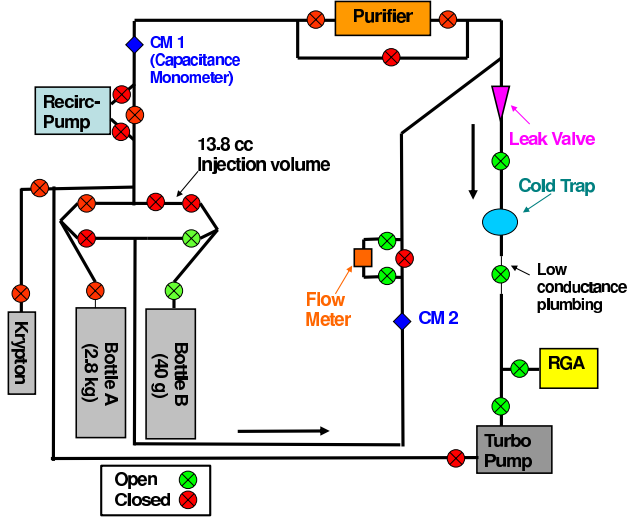 Purifier
CM 1
(Capacitance
Monometer)
Recirc-
Pump
Leak Valve
13.8 cc
Injection volume
Cold Trap
Flow
Meter
Low
conductance
plumbing
CM 2
Krypton
Bottle A
(2.8 kg)
Bottle B
(40 g)
RGA
Turbo
Pump
Open
Closed